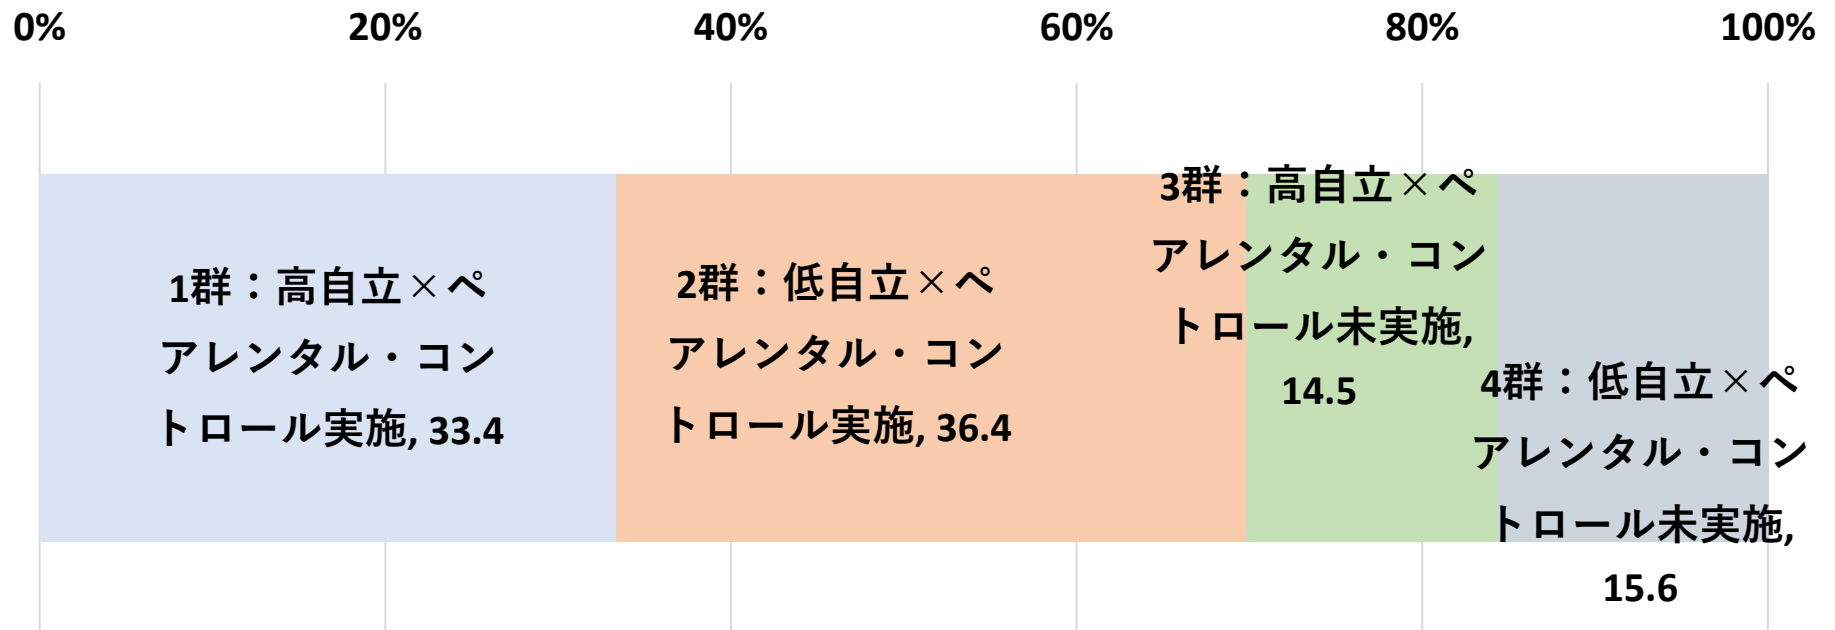 0% 20% 40% 60% 80% 100%
1群：高自立×ペ
アレンタル・コン
トロール実施, 33.4
2群：低自立×ペ
アレンタル・コン
トロール実施, 36.4
3群：高自立×ペ
アレンタル・コン
トロール未実施,
14.5
4群：低自立×ペ
アレンタル・コン
トロール未実施,
15.6